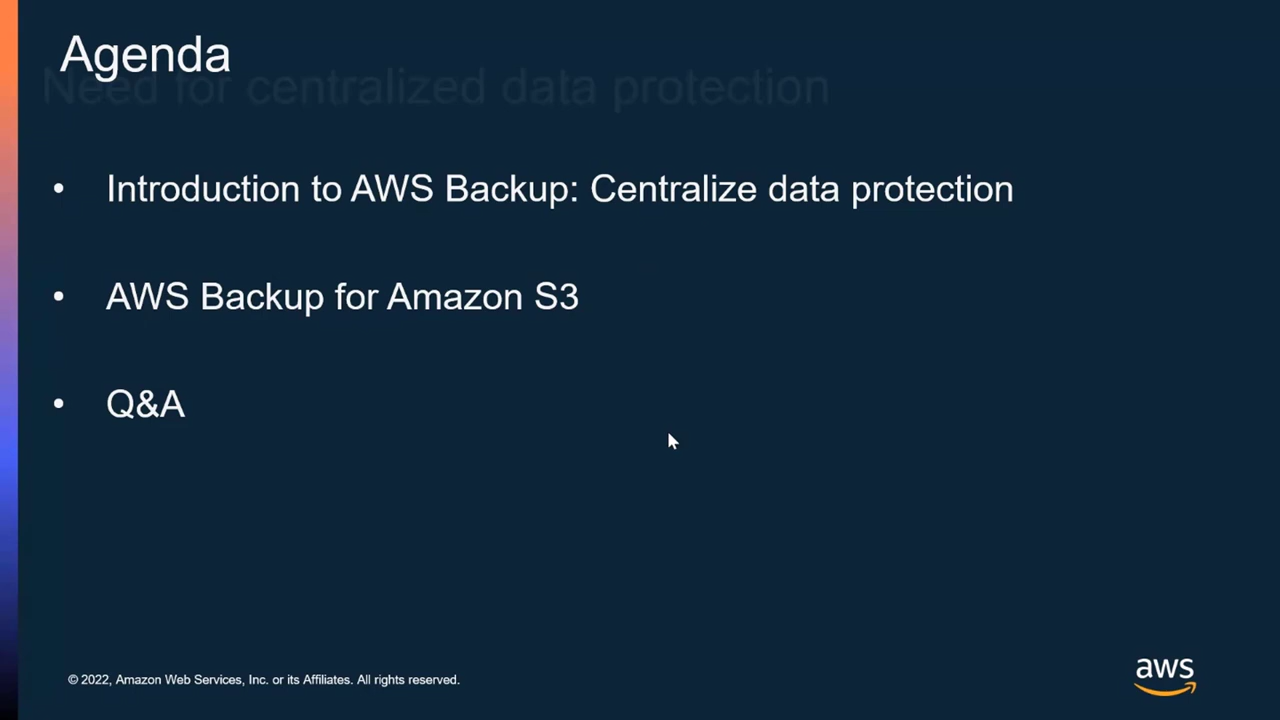 Agenda
Need for centralized data protection
• Introduction to AWS Backup: Centralize data protection
• AWS Backup for Amazon S3
• Q&A
© 2022, Amazon Web Services, Inc. or its Affiliates. All rights reserved.
aws